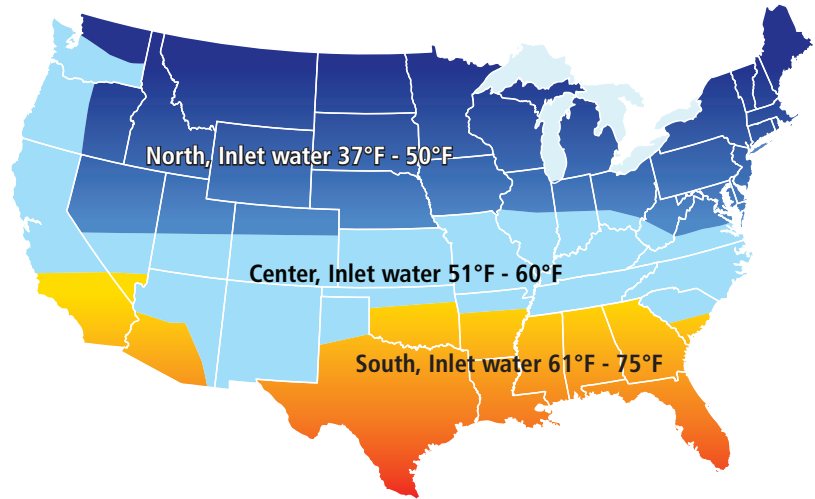 North, Inlet water 37°F - 50°F
Center, Inlet water 51°F - 60°F
South, Inlet water 61°F - 75°F